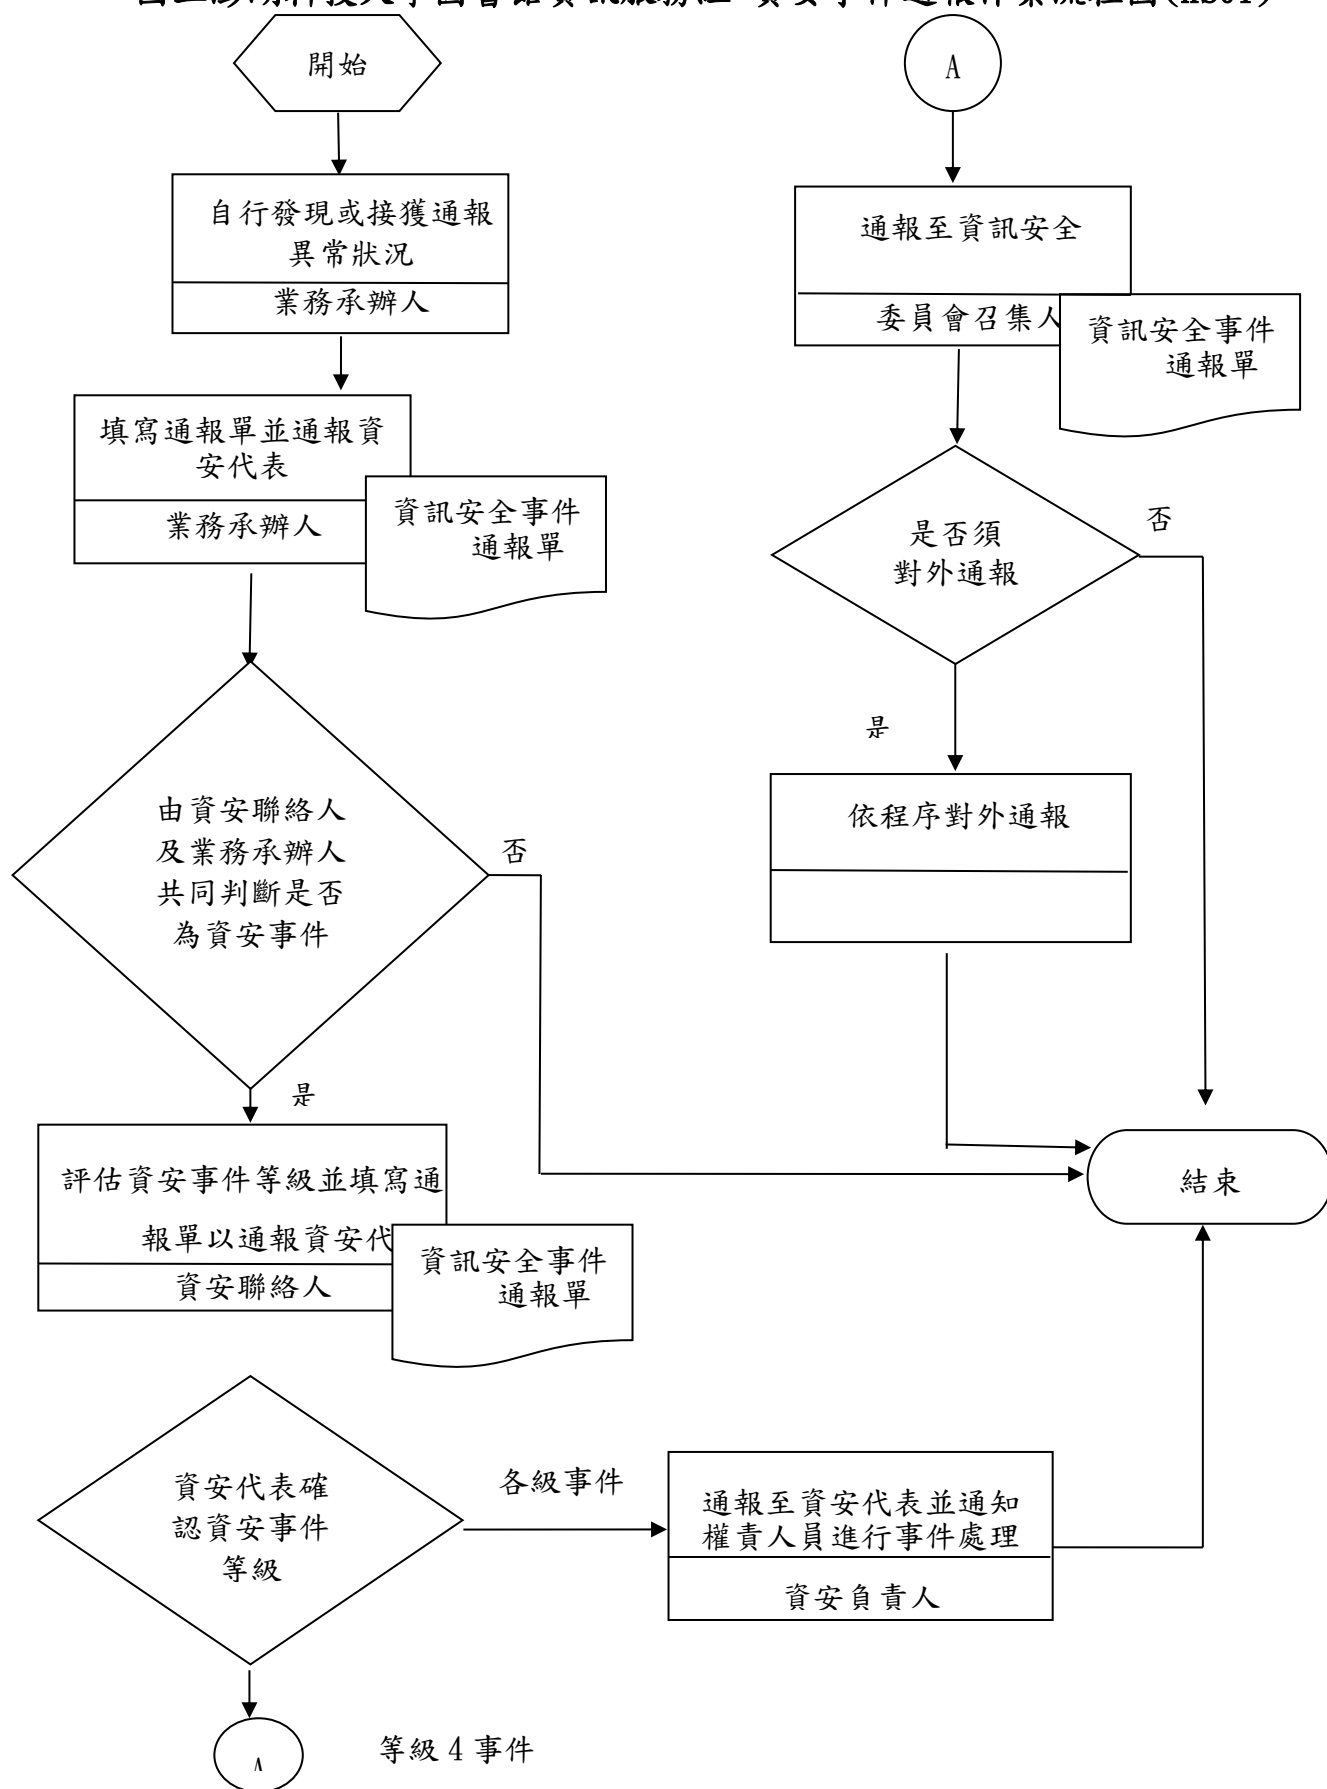 開始
自行發現或接獲通報
異常狀況
業務承辦人
填寫通報單並通報資
安代表
業務承辦人
資訊安全事件
通報單
由資安聯絡人
及業務承辦人
共同判斷是否
為資安事件
否
是
評估資安事件等級並填寫通
報單以通報資安代
資安聯絡人
資訊安全事件
通報單
資安代表確
認資安事件
等級
各級事件
通報至資安代表並通知
權責人員進行事件處理
資安負責人
等級 4 事件
A
A
通報至資訊安全
委員會召集人
資訊安全事件
通報單
是否須
對外通報
否
是
依程序對外通報
結束